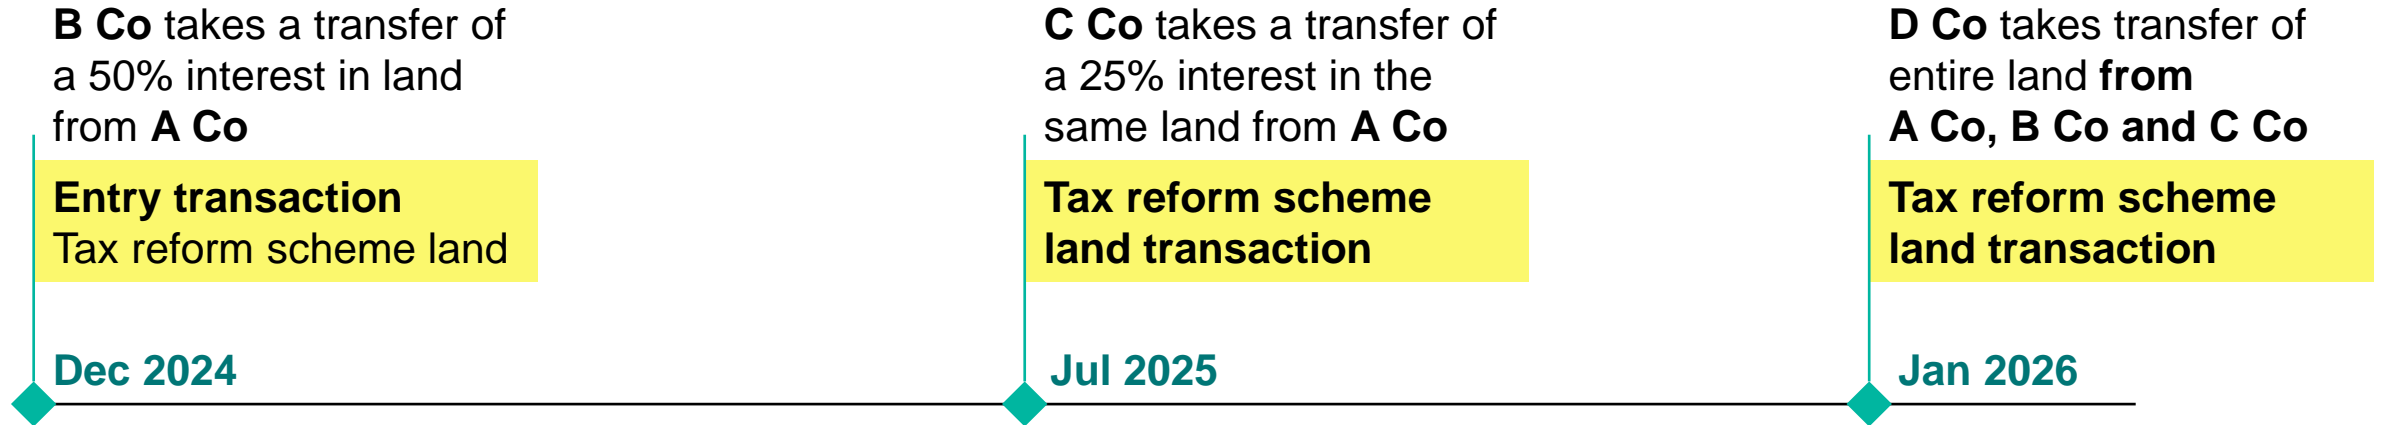 B Co takes a transfer of
a 50% interest in land
from A Co
Entry transaction
Tax reform scheme land
Dec 2024
C Co takes a transfer of
a 25% interest in the
same land from A Co
Tax reform scheme
land transaction
Jul 2025
D Co takes transfer of
entire land from
A Co, B Co and C Co
Tax reform scheme
land transaction
Jan 2026